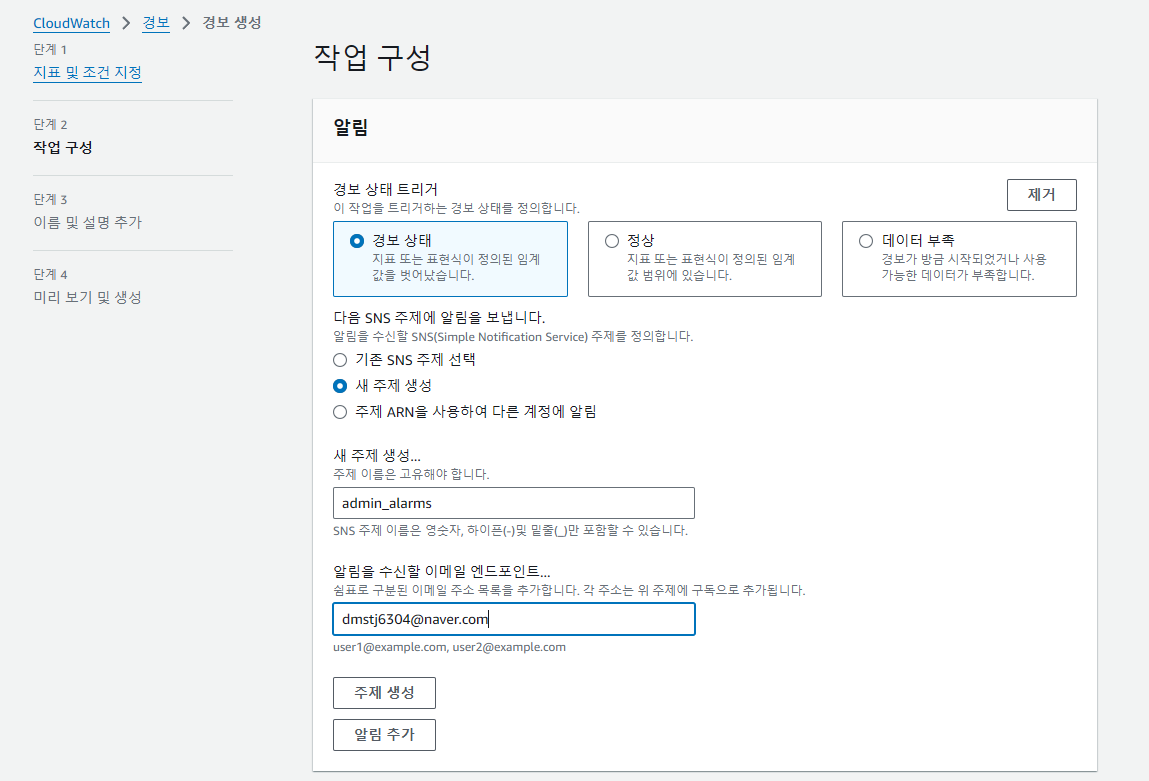 CloudWatch > 경보 > 경보 생성
단계 1
지표 및 조건 지정
단계 2
작업 구성
단계 3
이름 및 설명 추가
단계 4
미리 보기 및 생성
작업 구성
알림
경보 상태 트리거
이 작업을 트리거하는 경보 상태를 정의합니다.
제거
경보 상태
지표 또는 표현식이 정의된 임계
값을 벗어났습니다.
정상
지표 또는 표현식이 정의된 임계
값 범위에 있습니다.
데이터 부족
경보가 방금 시작되었거나 사용
가능한 데이터가 부족합니다.
다음 SNS 주제에 알림을 보냅니다.
알림을 수신할 SNS(Simple Notification Service) 주제를 정의합니다.
기존 SNS 주제 선택
새 주제 생성
주제 ARN을 사용하여 다른 계정에 알림
새 주제 생성...
주제 이름은 고유해야 합니다.
admin_alarms
SNS 주제 이름은 영숫자, 하이픈(-)및 밑줄(_)만 포함할 수 있습니다.
알림을 수신할 이메일 엔드포인트...
쉼표로 구분된 이메일 주소 목록을 추가합니다. 각 주소는 위 주제에 구독으로 추가됩니다.
dmstj6304@naver.com
user1@example.com, user2@example.com
주제 생성
알림 추가